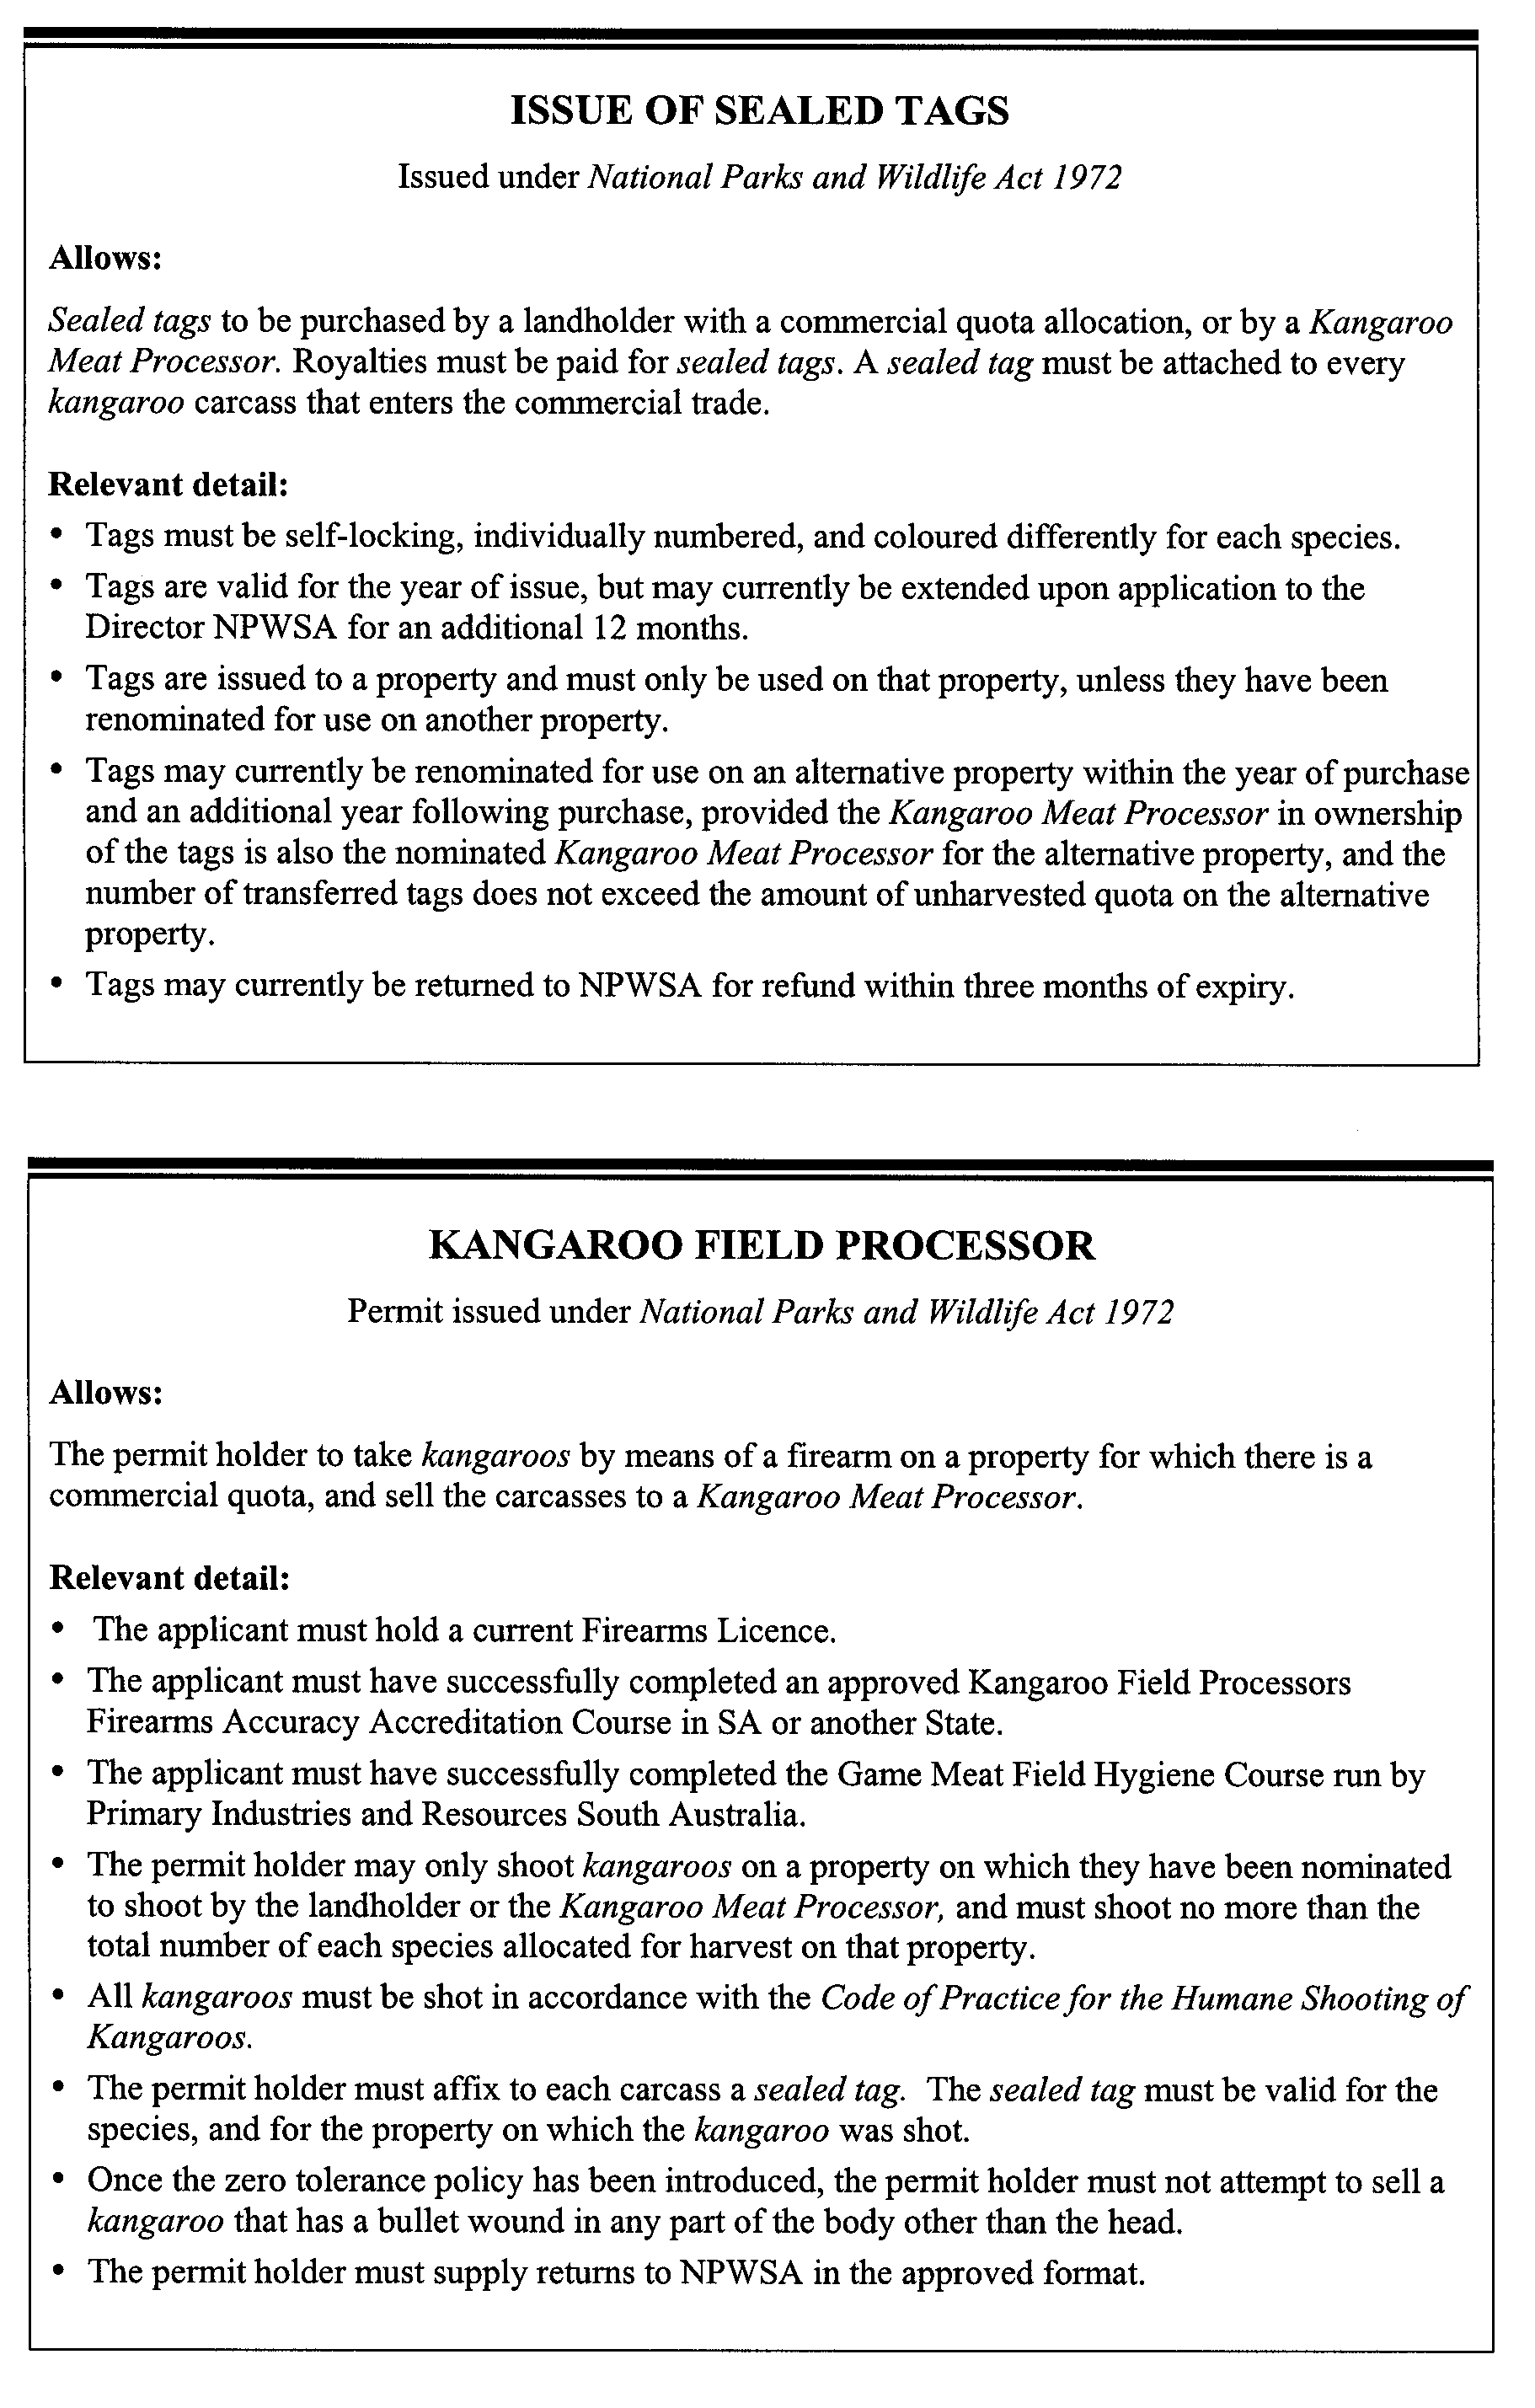 ISSUE OF SEALED TAGS
Issued under National Parks and Wildlife Act 1972
Allows:
Sealed tags to be purchased by a landholder with a commercial quota allocation, or by a Kangaroo
Meat Processor. Royalties must be paid for sealed tags. A sealed tag must be attached to every
kangaroo carcass that enters the commercial trade.
Relevant detail:
• Tags must be self-locking, individually numbered, and coloured differently for each species.
• Tags are valid for the year of issue, but may currently be extended upon application to the
Director NPWSA for an additional 12 months.
• Tags are issued to a property and must only be used on that property, unless they have been
renominated for use on another property.
• Tags may currently be renominated for use on an alternative property within the year of purchase
and an additional year following purchase, provided the Kangaroo Meat Processor in ownership
of the tags is also the nominated Kangaroo Meat Processor for the alternative property, and the
number of transferred tags does not exceed the amount of unharvested quota on the alternative
property.
• Tags may currently be returned to NPWSA for refund within three months of expiry.
KANGAROO FIELD PROCESSOR
Permit issued under National Parks and Wildlife Act 1972
Allows:
The permit holder to take kangaroos by means of a firearm on a property for which there is a
commercial quota, and sell the carcasses to a Kangaroo Meat Processor.
Relevant detail:
• The applicant must hold a current Firearms Licence.
• The applicant must have successfully completed an approved Kangaroo Field Processors
Firearms Accuracy Accreditation Course in SA or another State.
• The applicant must have successfully completed the Game Meat Field Hygiene Course run by
Primary Industries and Resources South Australia.
• The permit holder may only shoot kangaroos on a property on which they have been nominated
to shoot by the landholder or the Kangaroo Meat Processor, and must shoot no more than the
total number of each species allocated for harvest on that property.
• All kangaroos must be shot in accordance with the Code of Practice for the Humane Shooting of
Kangaroos.
• The permit holder must affix to each carcass a sealed tag. The sealed tag must be valid for the
species, and for the property on which the kangaroo was shot.
• Once the zero tolerance policy has been introduced, the permit holder must not attempt to sell a
kangaroo that has a bullet wound in any part of the body other than the head.
• The permit holder must supply returns to NPWSA in the approved format.